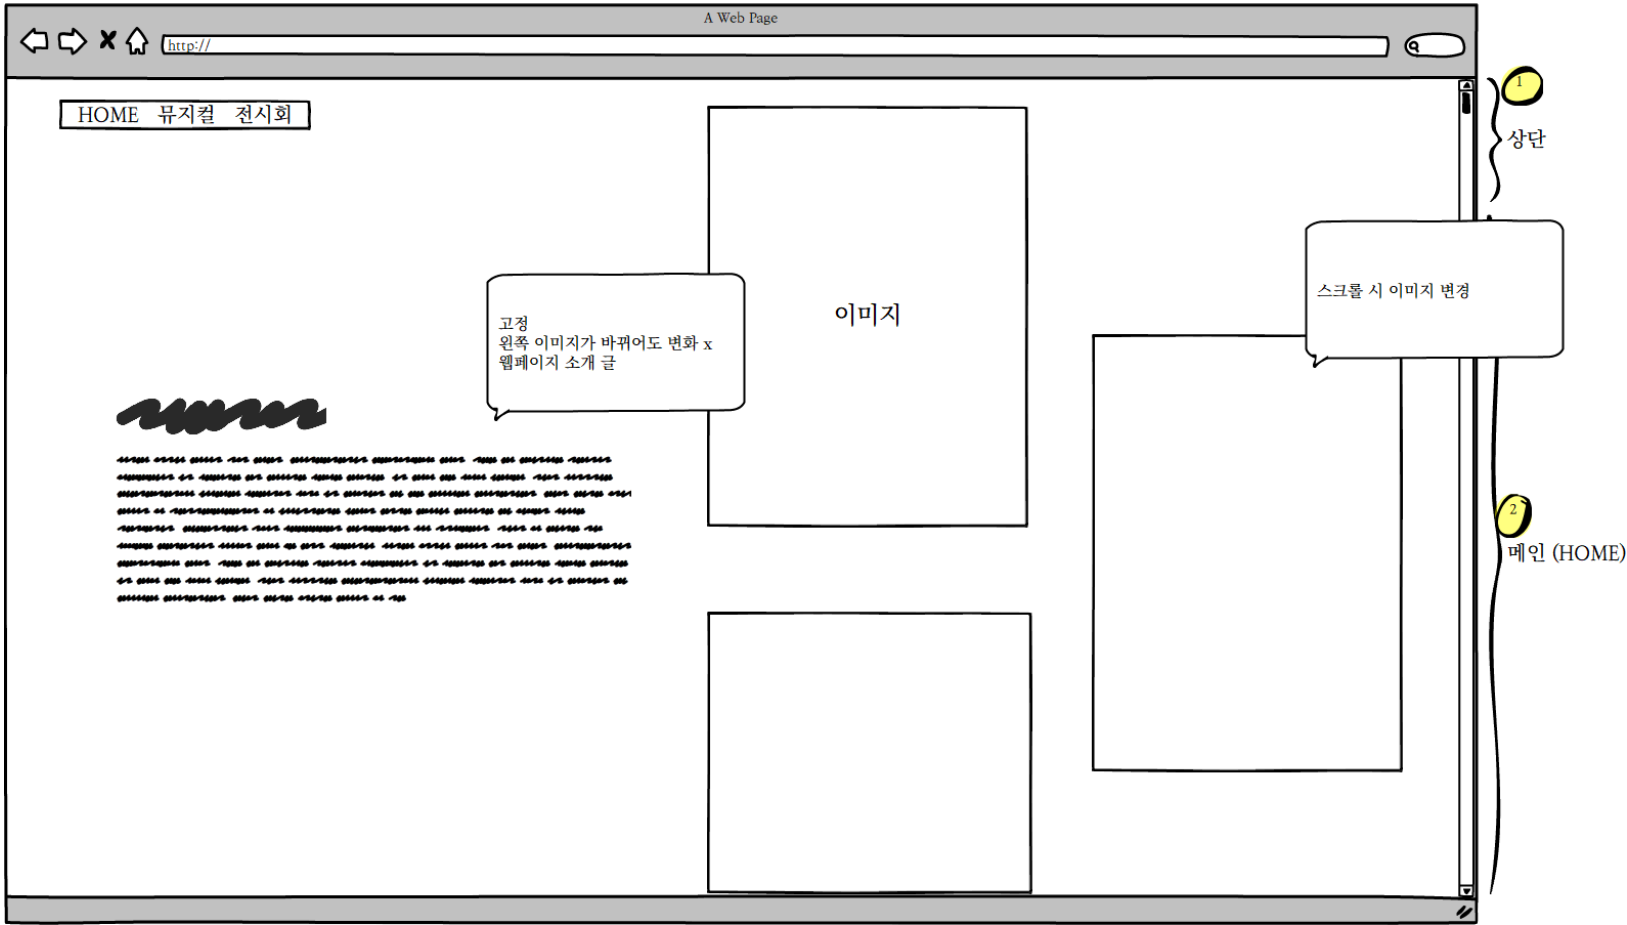 A Web Page
http://
HOME 뮤지컬 전시회
1
상단
스크롤 시 이미지 변경
이미지
고정
왼쪽 이미지가 바뀌어도 변화 x
웹페이지 소개 글
2
메인 (HOME)